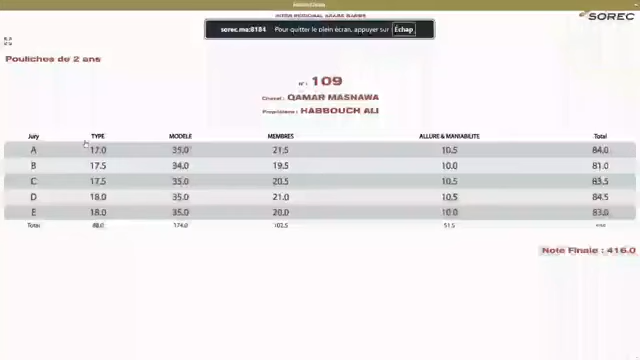 INTER REGIONAL ARABE BARBE
SOREC
sorec.ma:8184 Pour quitter le plein écran, appuyer sur Échap
Pouliches de 2 ans
N° : 109
Cheval : QAMAR MASNAWA
Propriétaire : HABBOUCH ALI
Jury TYPE MODELE MEMBRES ALLURE & MANIABILITE Total
A 17.0 35.0 21.5 10.5 84.0
B 17.5 34.0 19.5 10.0 81.0
C 17.5 35.0 20.5 10.5 83.5
D 18.0 35.0 21.0 10.5 84.5
E 18.0 35.0 20.0 10.0 83.0
Total 88.0 174.0 102.5 51.5
Note Finale : 416.0